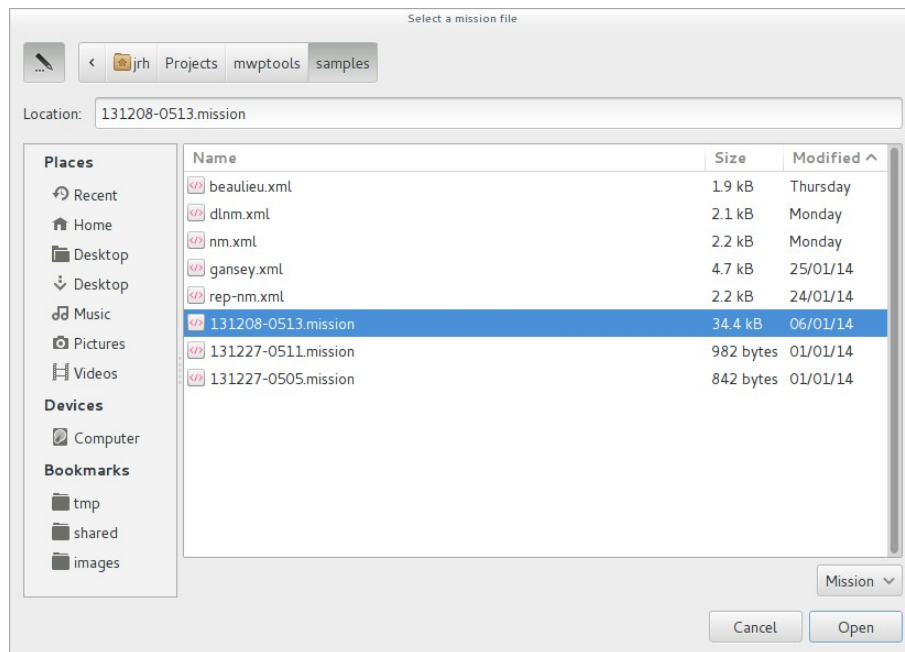 Select a mission file
jrh Projects mwptools samples
Location: 131208-0513.mission
Places
Recent
Home
Desktop
Desktop
Music
Pictures
Videos
Devices
Computer
Bookmarks
tmp
shared
images
Name Size Modified
beaulieu.xml 1.9 kB Thursday
dlnm.xml 2.1 kB Monday
nm.xml 2.2 kB Monday
gansey.xml 4.7 kB 25/01/14
rep-nm.xml 2.2 kB 24/01/14
131208-0513.mission 34.4 kB 06/01/14
131227-0511.mission 982 bytes 01/01/14
131227-0505.mission 842 bytes 01/01/14
Mission
Cancel Open